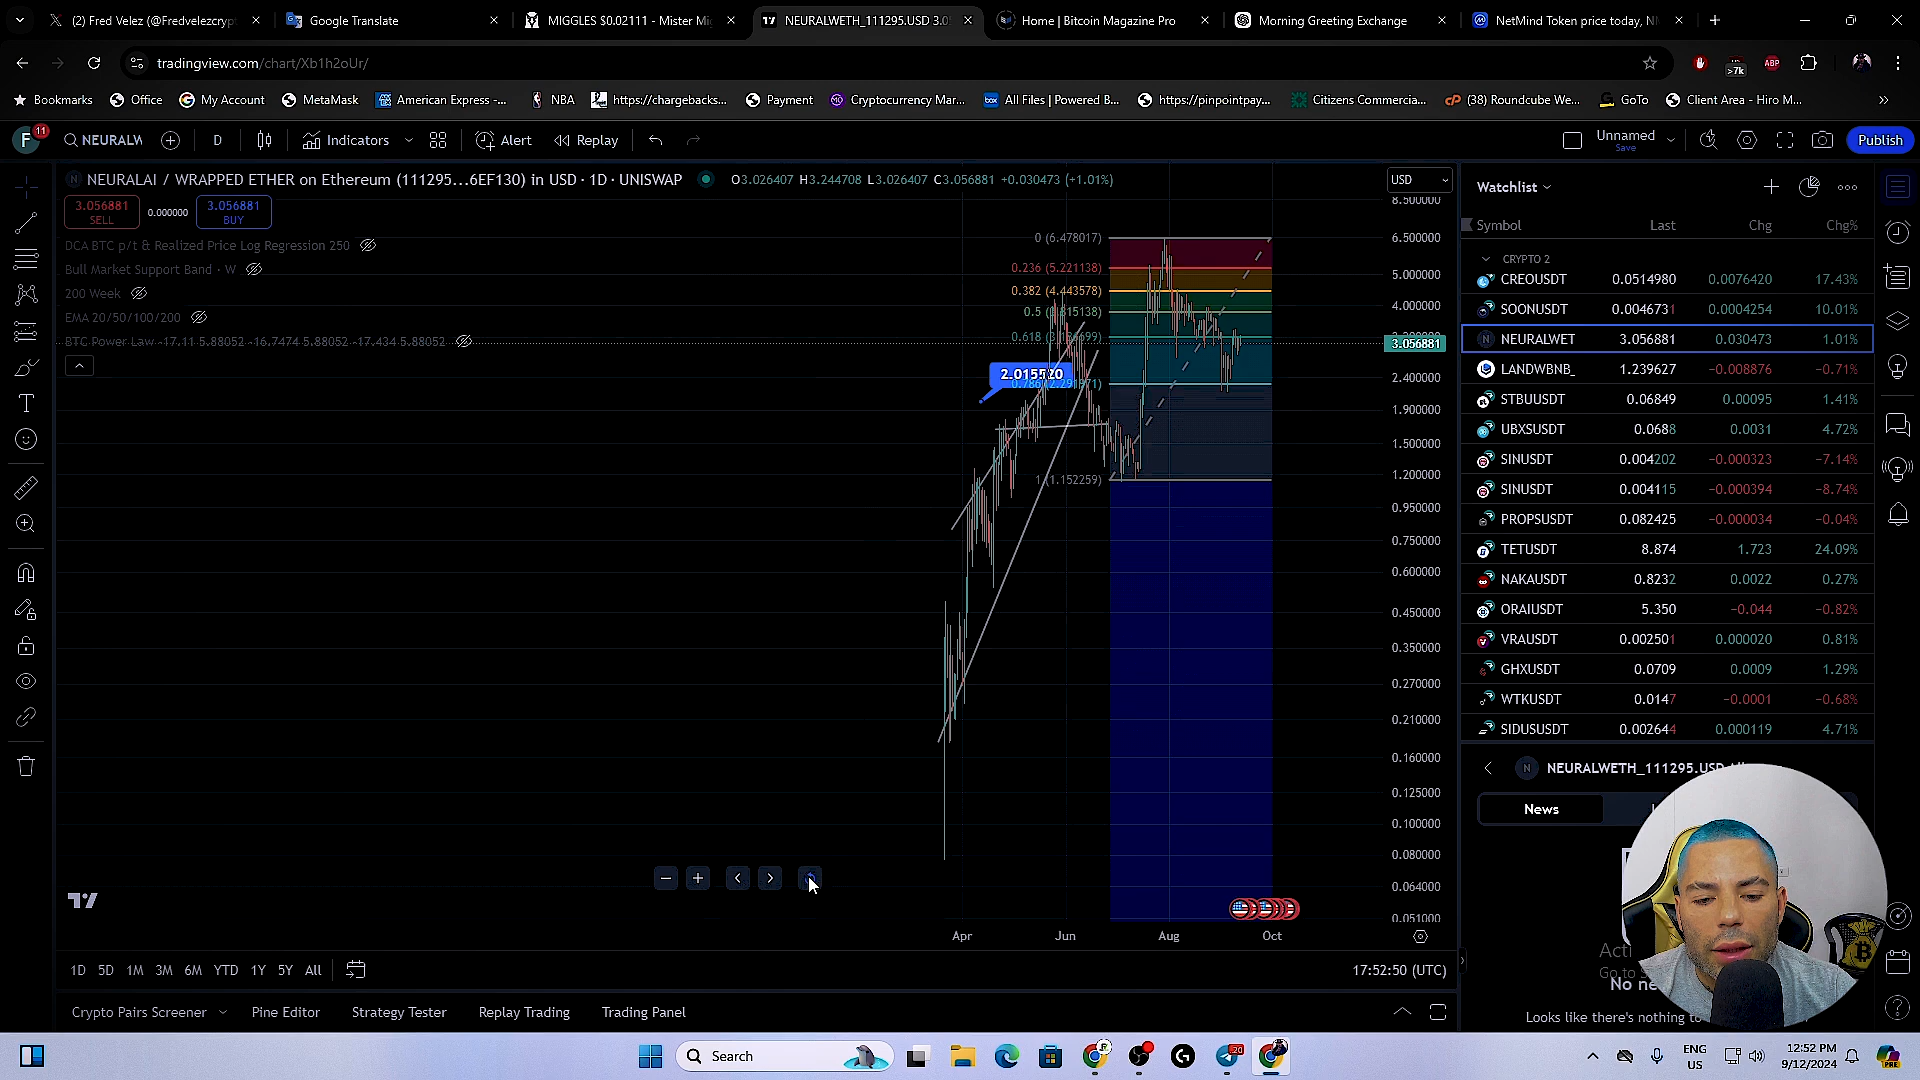 (2) Fred Velez (@Fredvelezcryp
Google Translate
MIGGLES $0.02111 - Mister Mi
NEURALWETH_111295.USD 3.0
Home | Bitcoin Magazine Pro
Morning Greeting Exchange
NetMind Token price today, N
tradingview.com/chart/Xb1h2oUr/
>7k
ABP
Bookmarks
Office
My Account
MetaMask
American Express -...
NBA
https://chargebacks...
Payment
Cryptocurrency Mar...
All Files | Powered B...
https://pinpointpay...
Citizens Commercia...
(38) Roundcube We...
GoTo
Client Area - Hiro M...
F
11
NEURALW
D
Indicators
Alert
Replay
Unnamed
Save
Publish
NEURALAI / WRAPPED ETHER on Ethereum (111295...6EF130) in USD · 1D · UNISWAP
O3.026407 H3.244708 L3.026407 C3.056881 +0.030473 (+1.01%)
USD
3.056881
SELL
0.000000
3.056881
BUY
DCA BTC p/t & Realized Price Log Regression 250
Bull Market Support Band · W
200 Week
EMA 20/50/100/200
BTC Power Law -17.11 5.88052 -16.7474 5.88052 -17.434 5.88052
0 (6.478017)
0.236 (5.221138)
0.382 (4.443578)
2.015520
1 (1.152259)
8.500000
6.500000
5.000000
4.000000
3.056881
2.400000
1.900000
1.500000
1.200000
0.950000
0.750000
0.600000
0.450000
0.350000
0.270000
0.210000
0.160000
0.125000
0.100000
0.080000
0.064000
0.051000
Apr
Jun
Aug
Oct
1D
5D
1M
3M
6M
YTD
1Y
5Y
All
17:52:50 (UTC)
Crypto Pairs Screener
Pine Editor
Strategy Tester
Replay Trading
Trading Panel
Watchlist
Symbol Last Chg Chg%
CRYPTO 2
CREOUSDT 0.0514980 0.0076420 17.43%
SOONUSDT 0.0046731 0.0004254 10.01%
NEURALWET 3.056881 0.030473 1.01%
LANDWBNB_ 1.239627 −0.008876 −0.71%
STBUUSDT 0.06849 0.00095 1.41%
UBXSUSDT 0.0688 0.0031 4.72%
SINUSDT 0.004202 −0.000323 −7.14%
SINUSDT 0.004115 −0.000394 −8.74%
PROPSUSDT 0.082425 −0.000034 −0.04%
TETUSDT 8.874 1.723 24.09%
NAKAUSDT 0.8232 0.0022 0.27%
ORAIUSDT 5.350 −0.044 −0.82%
VRAUSDT 0.002501 0.000020 0.81%
GHXUSDT 0.0709 0.0009 1.29%
WTKUSDT 0.0147 −0.0001 −0.68%
SIDUSUSDT 0.002644 0.000119 4.71%
N
NEURALWETH_111295.USD
News
No ne
Looks like there's nothing to
Search
20
ENG
US
12:52 PM
9/12/2024
PRE